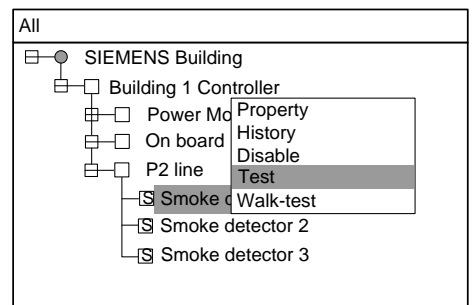 All
SIEMENS Building
Building 1 Controller
Power Mo
Property
History
On board
Disable
P2 line
Test
S Smoke d
Walk-test
S Smoke detector 2
S Smoke detector 3